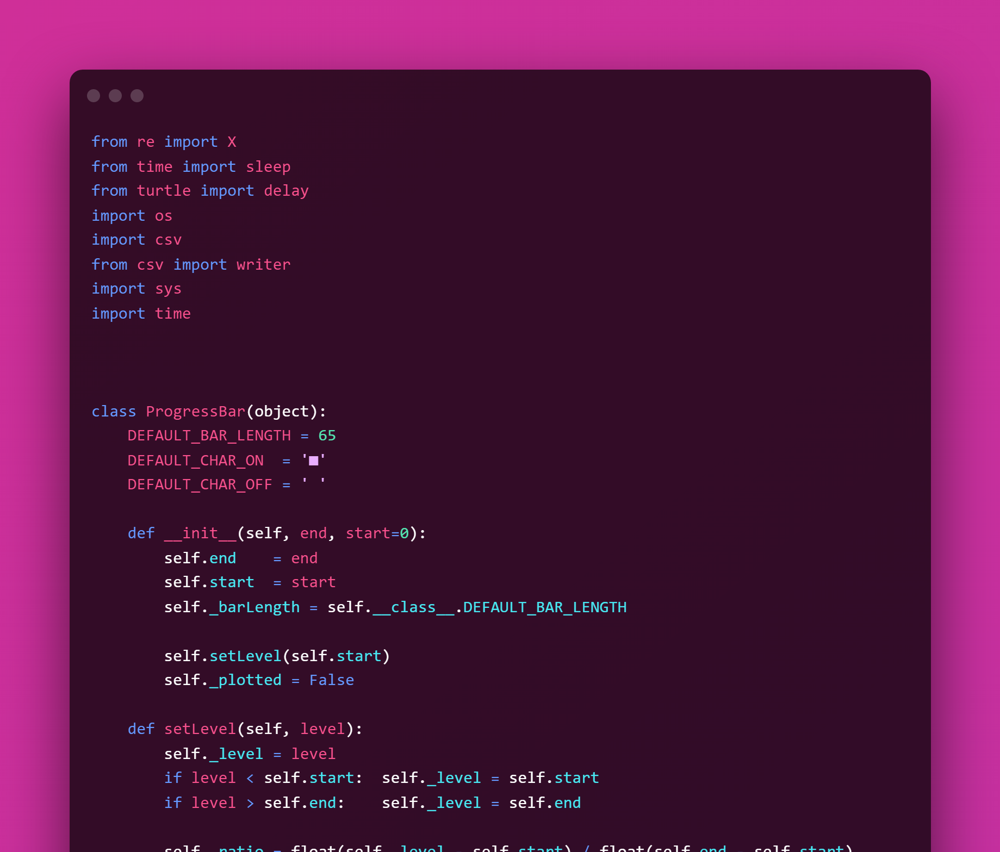 from re import X
from time import sleep
from turtle import delay
import os
import csv
from csv import writer
import sys
import time
class ProgressBar(object):
    DEFAULT_BAR_LENGTH = 65
    DEFAULT_CHAR_ON  = '■'
    DEFAULT_CHAR_OFF = ' '
    def __init__(self, end, start=0):
        self.end    = end
        self.start  = start
        self._barLength = self.__class__.DEFAULT_BAR_LENGTH
        self.setLevel(self.start)
        self._plotted = False
    def setLevel(self, level):
        self._level = level
        if level < self.start:  self._level = self.start
        if level > self.end:    self._level = self.end
        self._ratio = float(self._level - self.start) / float(self.end - self.start)